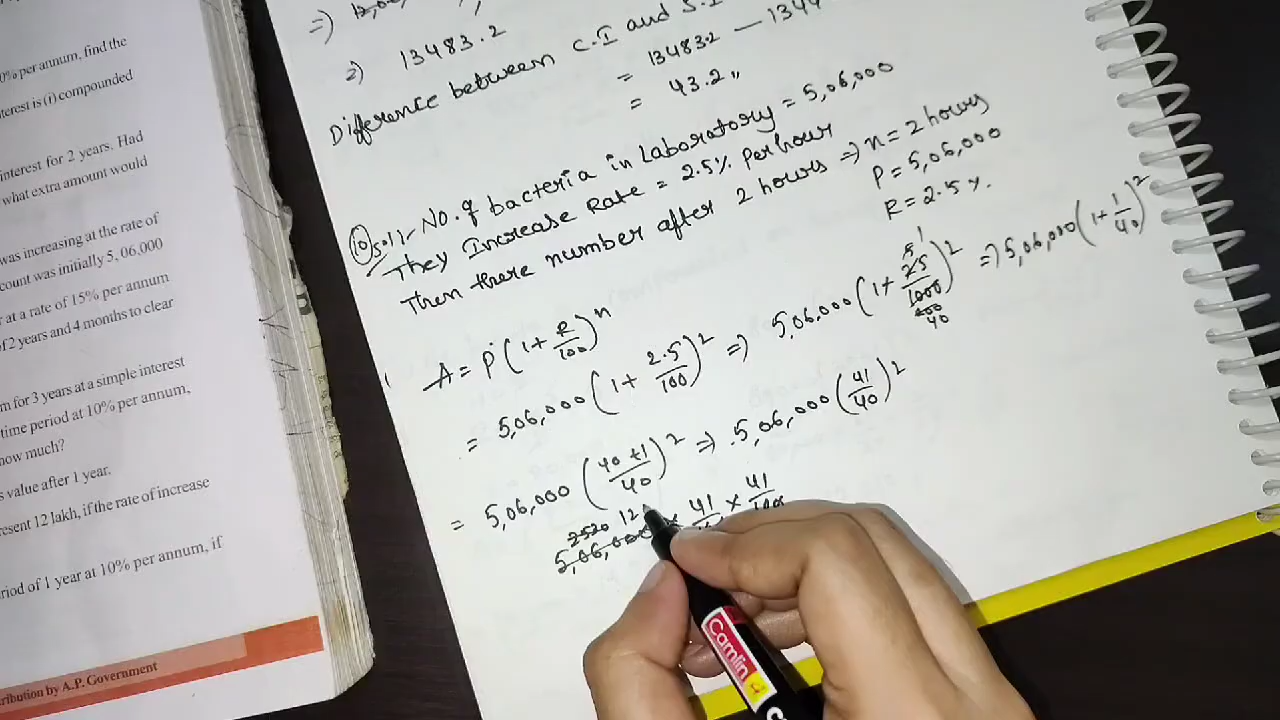 0% per annum, find the
terest is (i) compounded
interest for 2 years. Had
what extra amount would
was increasing at the rate of
count was initially 5, 06,000
r at a rate of 15% per annum
f 2 years and 4 months to clear
m for 3 years at a simple interest
time period at 10% per annum,
now much?
s value after 1 year.
resent 12 lakh, if the rate of increase
riod of 1 year at 10% per annum, if
tribution by A.P. Government
=) 13483.2
Difference between C.I and S.I
= 13483.2 — 1344
= 43.2,,
⑩ Sol:- No. of bacteria in Laboratory = 5,06,000
They Increase Rate = 2.5% Per hour
Then there number after 2 hours => n = 2 hours
P = 5,06,000
R = 2.5%.
A = P (1 + R/100)^n
= 5,06,000 (1 + 2.5/100)^2 => 5,06,000 (1 + 25/1000)^2 => 5,06,000 (1 + 1/40)^2
= 5,06,000 (40 + 1/40)^2 => 5,06,000 (41/40)^2
5,06,000 × 41 × 41
Camlin